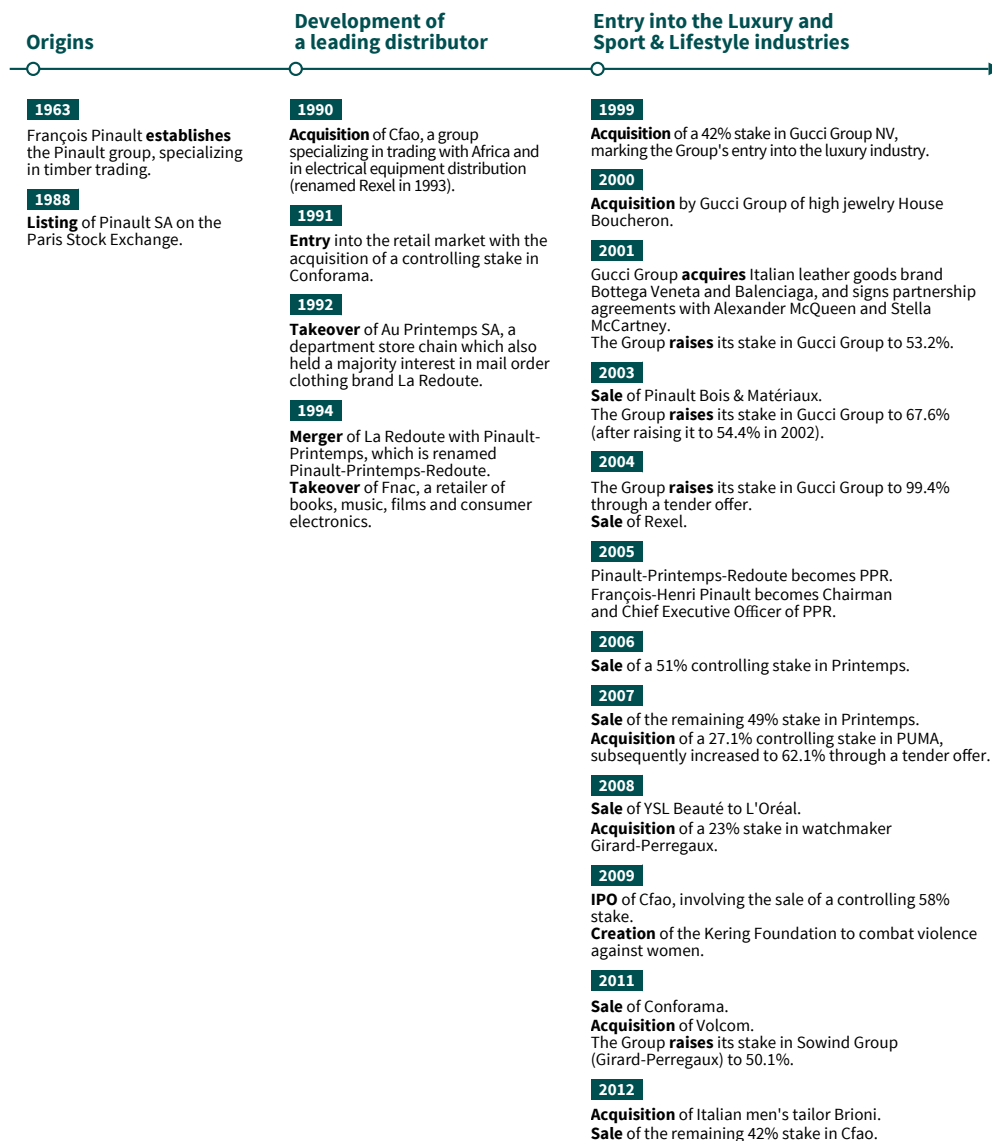 Origins
1963
François Pinault establishes
the Pinault group, specializing
in timber trading.
1988
Listing of Pinault SA on the
Paris Stock Exchange.
Development of
a leading distributor
1990
Acquisition of Cfao, a group
specializing in trading with Africa and
in electrical equipment distribution
(renamed Rexel in 1993).
1991
Entry into the retail market with the
acquisition of a controlling stake in
Conforama.
1992
Takeover of Au Printemps SA, a
department store chain which also
held a majority interest in mail order
clothing brand La Redoute.
1994
Merger of La Redoute with Pinault-
Printemps, which is renamed
Pinault-Printemps-Redoute.
Takeover of Fnac, a retailer of
books, music, films and consumer
electronics.
Entry into the Luxury and
Sport & Lifestyle industries
1999
Acquisition of a 42% stake in Gucci Group NV,
marking the Group's entry into the luxury industry.
2000
Acquisition by Gucci Group of high jewelry House
Boucheron.
2001
Gucci Group acquires Italian leather goods brand
Bottega Veneta and Balenciaga, and signs partnership
agreements with Alexander McQueen and Stella
McCartney.
The Group raises its stake in Gucci Group to 53.2%.
2003
Sale of Pinault Bois & Matériaux.
The Group raises its stake in Gucci Group to 67.6%
(after raising it to 54.4% in 2002).
2004
The Group raises its stake in Gucci Group to 99.4%
through a tender offer.
Sale of Rexel.
2005
Pinault-Printemps-Redoute becomes PPR.
François-Henri Pinault becomes Chairman
and Chief Executive Officer of PPR.
2006
Sale of a 51% controlling stake in Printemps.
2007
Sale of the remaining 49% stake in Printemps.
Acquisition of a 27.1% controlling stake in PUMA,
subsequently increased to 62.1% through a tender offer.
2008
Sale of YSL Beauté to L'Oréal.
Acquisition of a 23% stake in watchmaker
Girard-Perregaux.
2009
IPO of Cfao, involving the sale of a controlling 58%
stake.
Creation of the Kering Foundation to combat violence
against women.
2011
Sale of Conforama.
Acquisition of Volcom.
The Group raises its stake in Sowind Group
(Girard-Perregaux) to 50.1%.
2012
Acquisition of Italian men's tailor Brioni.
Sale of the remaining 42% stake in Cfao.